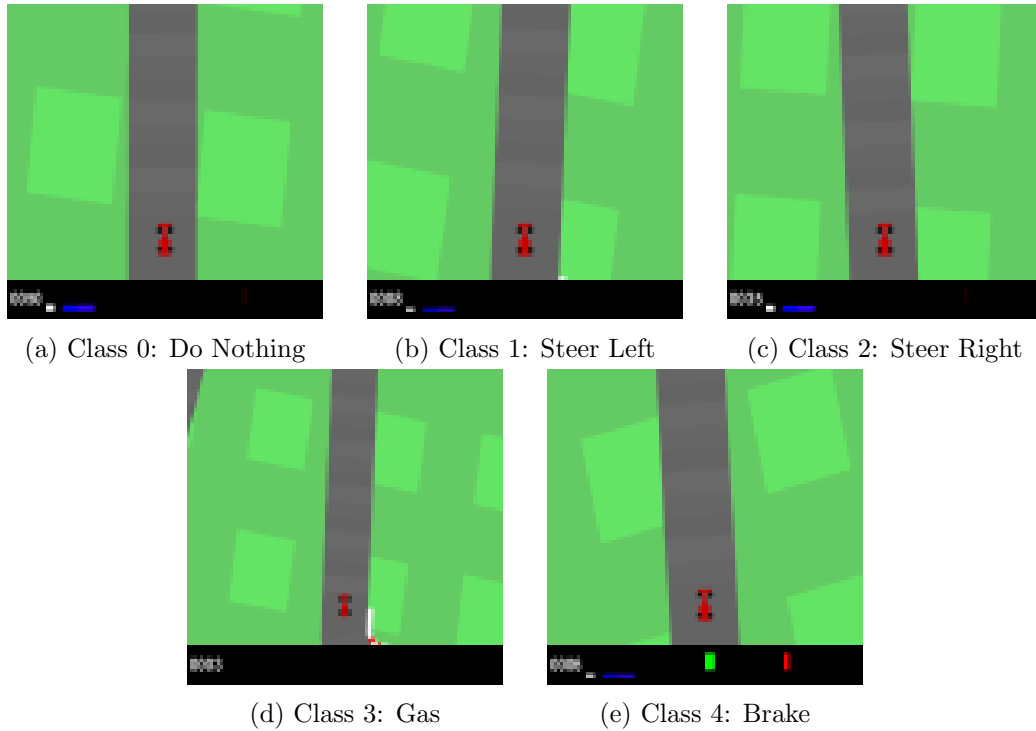 (a) Class 0: Do Nothing
(b) Class 1: Steer Left
(c) Class 2: Steer Right
(d) Class 3: Gas
(e) Class 4: Brake